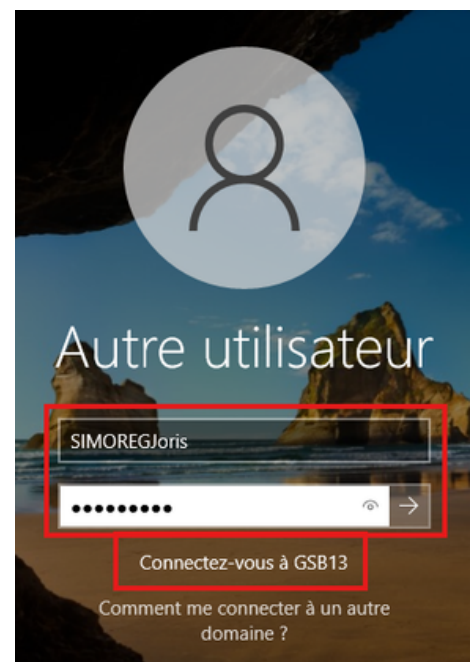 Autre utilisateur
SIMOREGJoris
●●●●●●●●●
Connectez-vous à GSB13
Comment me connecter à un autre
domaine ?